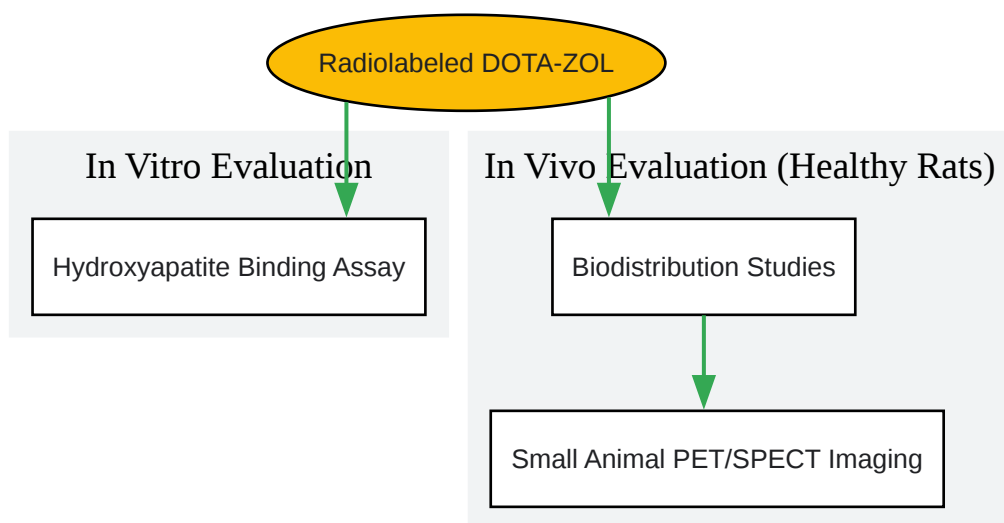 Radiolabeled DOTA-ZOL
In Vitro Evaluation
In Vivo Evaluation (Healthy Rats)
Hydroxyapatite Binding Assay
Biodistribution Studies
Small Animal PET/SPECT Imaging